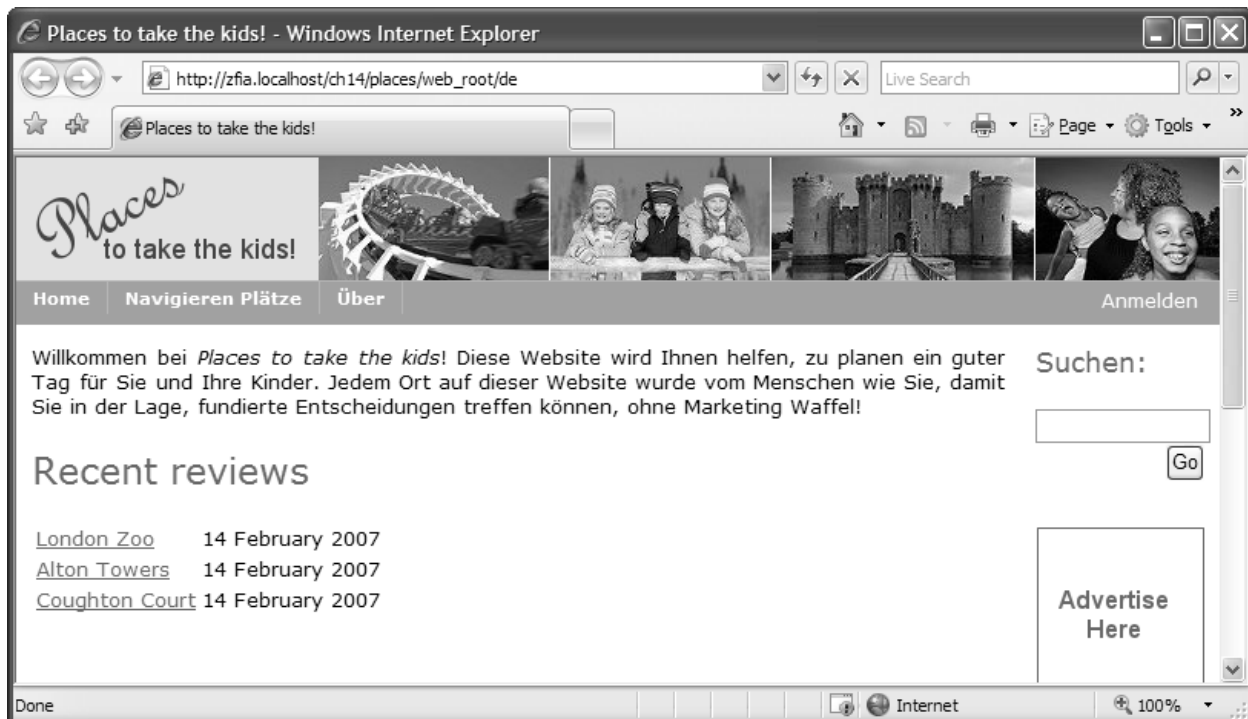 Places to take the kids! - Windows Internet Explorer
http://zfia.localhost/ch14/places/web_root/de
Live Search
Places to take the kids!
Page
Tools
Places
to take the kids!
Home
Navigieren Plätze
Über
Anmelden
Willkommen bei Places to take the kids! Diese Website wird Ihnen helfen, zu planen ein guter
Tag für Sie und Ihre Kinder. Jedem Ort auf dieser Website wurde vom Menschen wie Sie, damit
Sie in der Lage, fundierte Entscheidungen treffen können, ohne Marketing Waffel!
Suchen:
Go
Recent reviews
London Zoo 14 February 2007
Alton Towers 14 February 2007
Coughton Court 14 February 2007
Advertise
Here
Done
Internet
100%